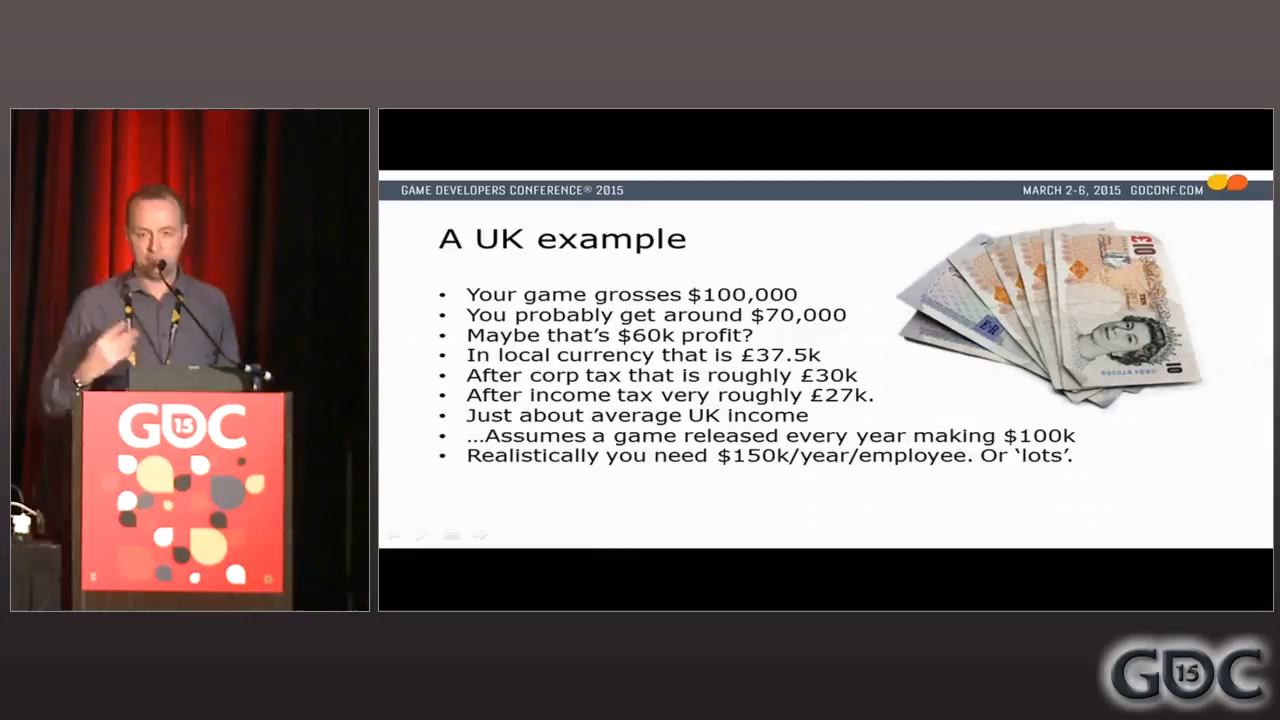 GAME DEVELOPERS CONFERENCE® 2015
MARCH 2-6, 2015 GDCONF.COM
A UK example
• Your game grosses $100,000
• You probably get around $70,000
• Maybe that's $60k profit?
• In local currency that is £37.5k
• After corp tax that is roughly £30k
• After income tax very roughly £27k.
• Just about average UK income
• …Assumes a game released every year making $100k
• Realistically you need $150k/year/employee. Or ‘lots’.
£10
10
GDC
15
GDC
15